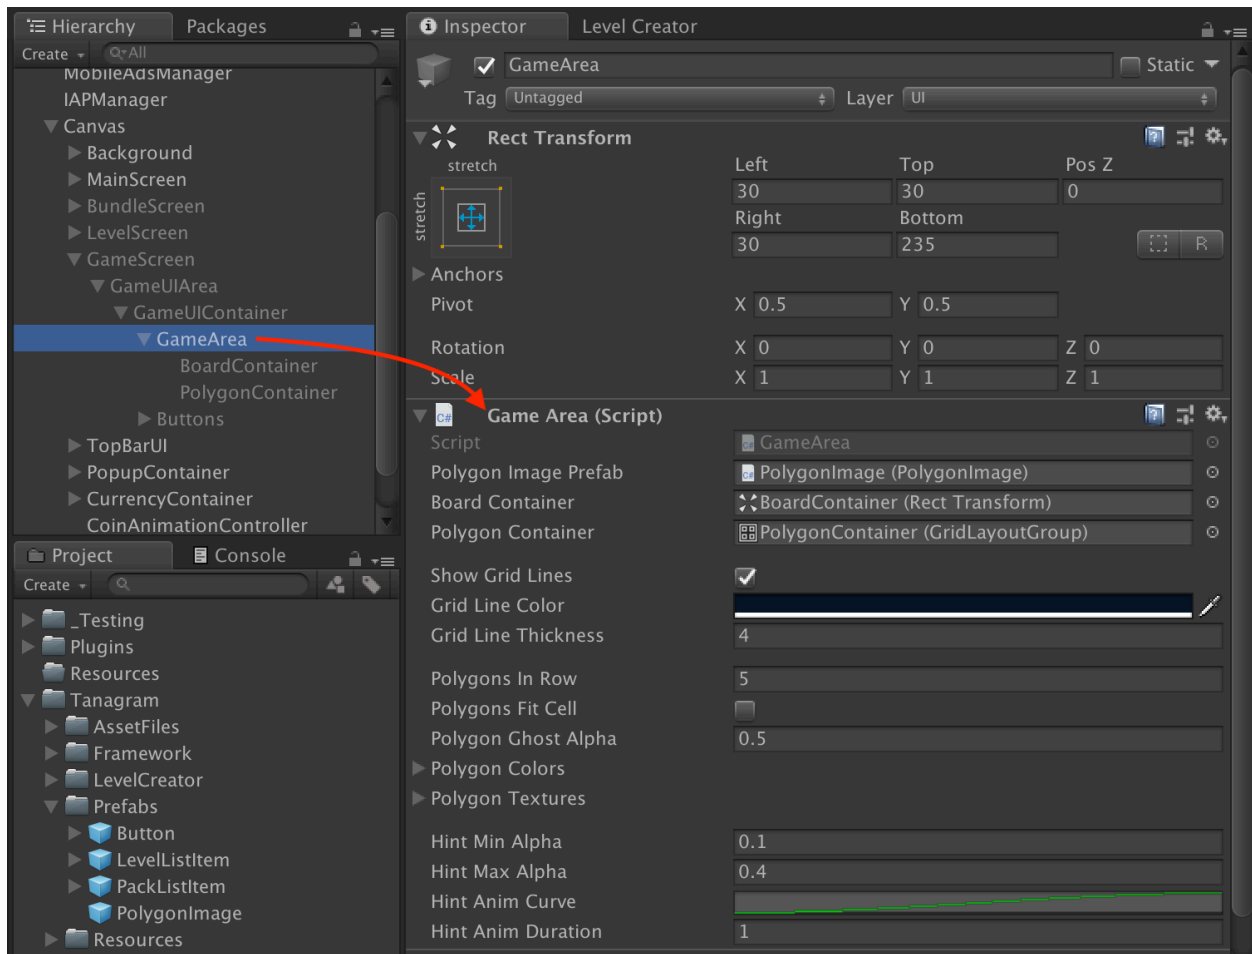 Hierarchy
Packages
Create
All
MobileAdsManager
IAPManager
Canvas
Background
MainScreen
BundleScreen
LevelScreen
GameScreen
GameUIArea
GameUIContainer
GameArea
BoardContainer
PolygonContainer
Buttons
TopBarUI
PopupContainer
CurrencyContainer
CoinAnimationController
Project
Console
Create
_Testing
Plugins
Resources
Tanagram
AssetFiles
Framework
LevelCreator
Prefabs
Button
LevelListItem
PackListItem
PolygonImage
Resources
Inspector
Level Creator
GameArea
Static
Tag Untagged Layer UI
Rect Transform
stretch
stretch
Left Top Pos Z
30 30 0
Right Bottom
30 235
R
Anchors
Pivot X 0.5 Y 0.5
Rotation X 0 Y 0 Z 0
Scale X 1 Y 1 Z 1
C# Game Area (Script)
Script C# GameArea
Polygon Image Prefab C# PolygonImage (PolygonImage)
Board Container BoardContainer (Rect Transform)
Polygon Container PolygonContainer (GridLayoutGroup)
Show Grid Lines
Grid Line Color
Grid Line Thickness 4
Polygons In Row 5
Polygons Fit Cell
Polygon Ghost Alpha 0.5
Polygon Colors
Polygon Textures
Hint Min Alpha 0.1
Hint Max Alpha 0.4
Hint Anim Curve
Hint Anim Duration 1